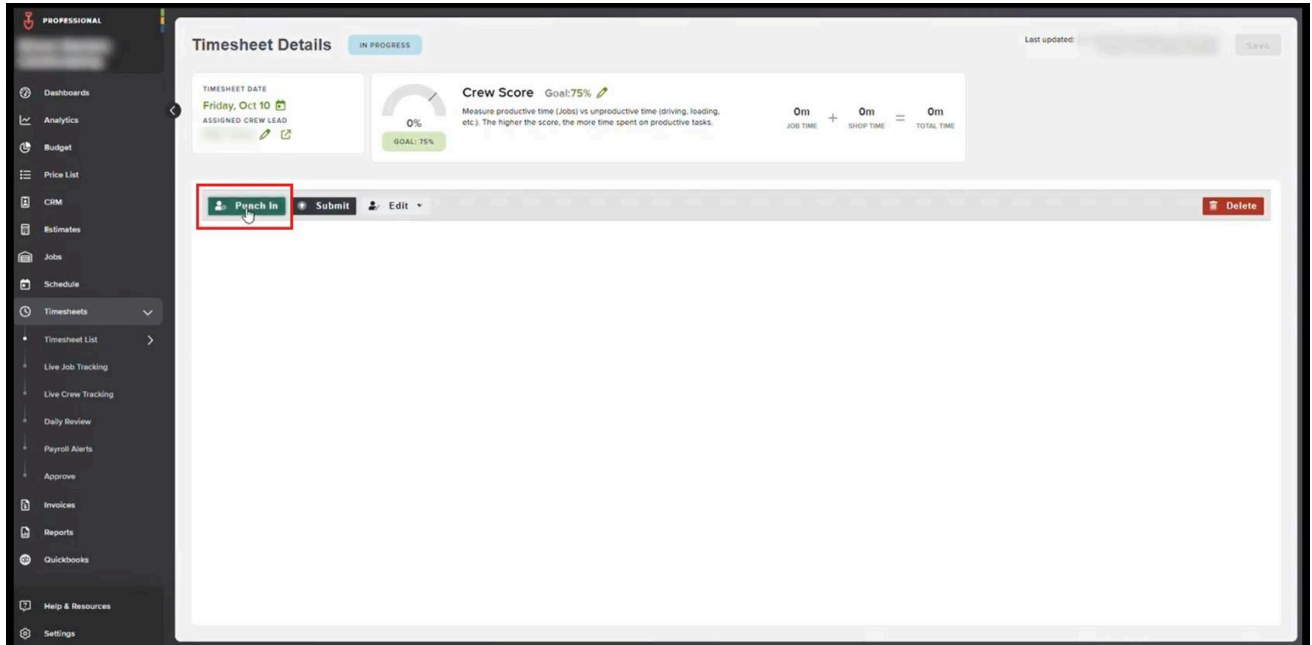 PROFESSIONAL
Dashboards
Analytics
Budget
Price List
CRM
Estimates
Jobs
Schedule
Timesheets
Timesheet List
Live Job Tracking
Live Crew Tracking
Daily Review
Payroll Alerts
Approve
Invoices
Reports
Quickbooks
Help & Resources
Settings
Timesheet Details
IN PROGRESS
Last updated:
Save
TIMESHEET DATE
Friday, Oct 10
ASSIGNED CREW LEAD
0%
GOAL: 75%
Crew Score Goal:75%
Measure productive time (Jobs) vs unproductive time (driving, loading,
etc.). The higher the score, the more time spent on productive tasks.
0m + 0m = 0m
JOB TIME SHOP TIME TOTAL TIME
Punch In Submit Edit Delete